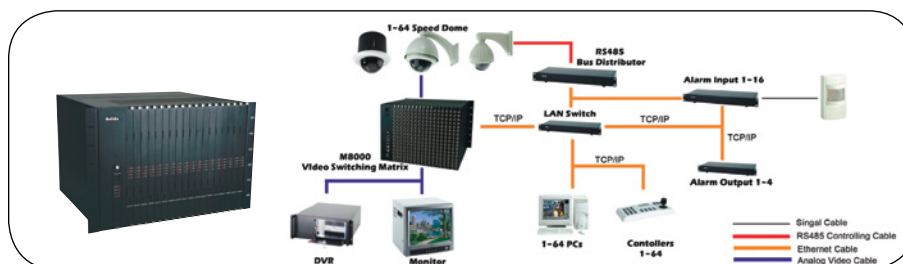 1~64 Speed Dome
RS485
Bus Distributor
Alarm Input 1~16
LAN Switch
TCP/IP
TCP/IP
M8000
Video Switching Matrix
TCP/IP
Alarm Output 1~4
DVR
Monitor
1~64 PCs
Contollers
1~64
Singal Cable
RS485 Controlling Cable
Ethernet Cable
Analog Video Cable